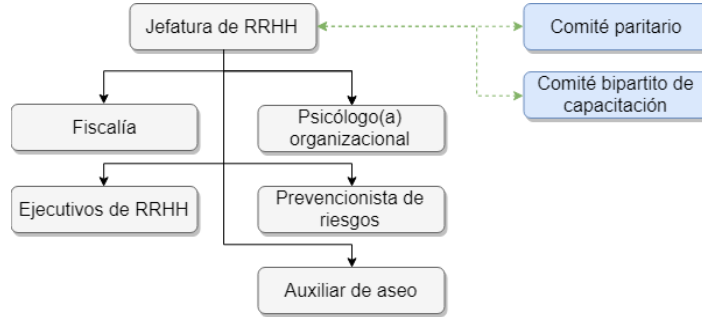 Jefatura de RRHH
Comité paritario
Comité bipartito de
capacitación
Fiscalía
Psicólogo(a)
organizacional
Ejecutivos de RRHH
Prevencionista de
riesgos
Auxiliar de aseo